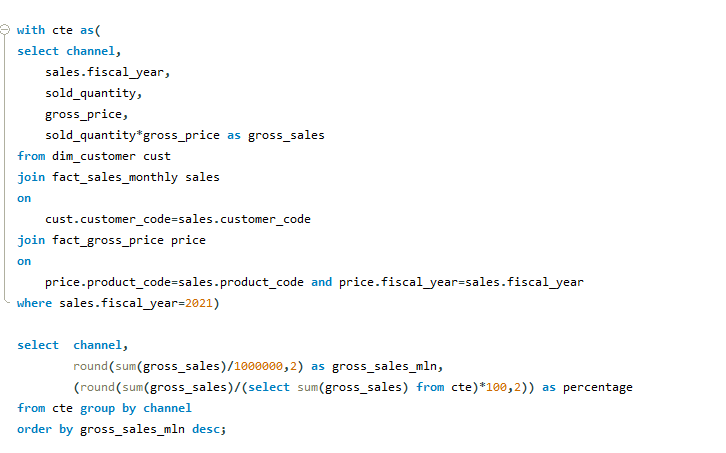 with cte as(
select channel,
sales.fiscal_year,
sold_quantity,
gross_price,
sold_quantity*gross_price as gross_sales
from dim_customer cust
join fact_sales_monthly sales
on
cust.customer_code=sales.customer_code
join fact_gross_price price
on
price.product_code=sales.product_code and price.fiscal_year=sales.fiscal_year
where sales.fiscal_year=2021)
select channel,
round(sum(gross_sales)/1000000,2) as gross_sales_mln,
(round(sum(gross_sales)/(select sum(gross_sales) from cte)*100,2)) as percentage
from cte group by channel
order by gross_sales_mln desc;